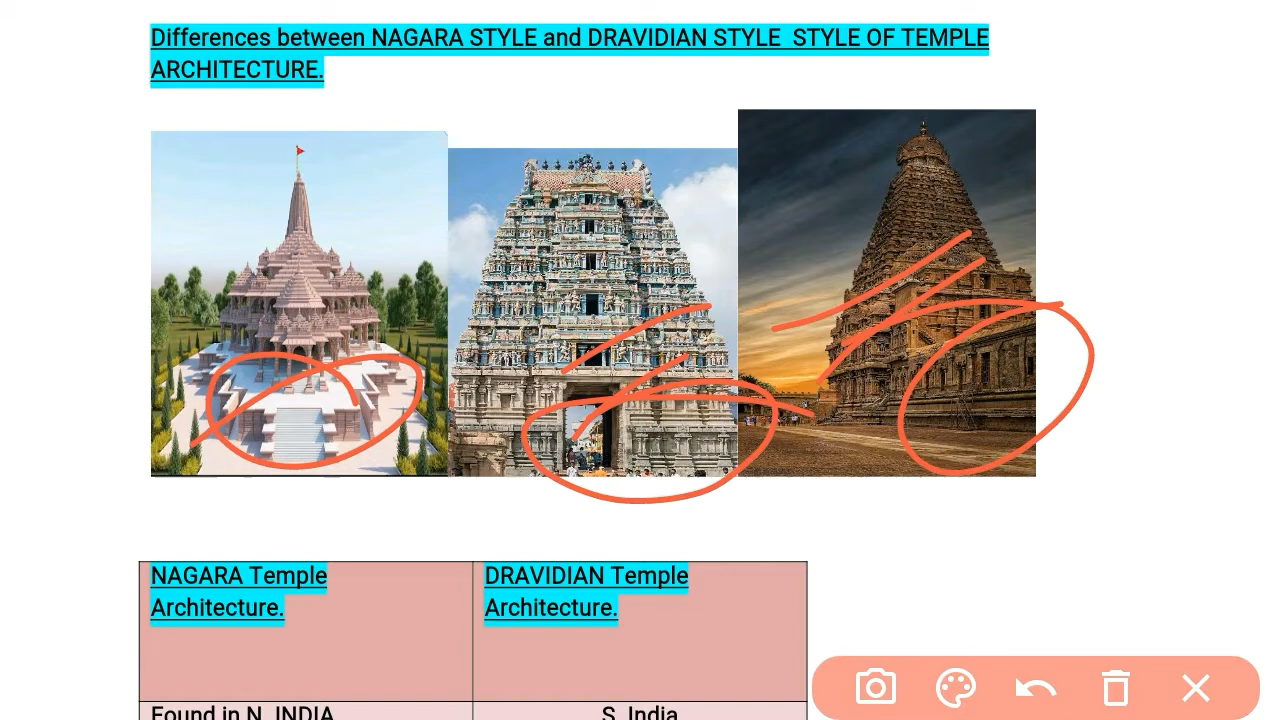 Differences between NAGARA STYLE and DRAVIDIAN STYLE STYLE OF TEMPLE
ARCHITECTURE.
NAGARA Temple
Architecture.
DRAVIDIAN Temple
Architecture.
Found in N. INDIA
S. India